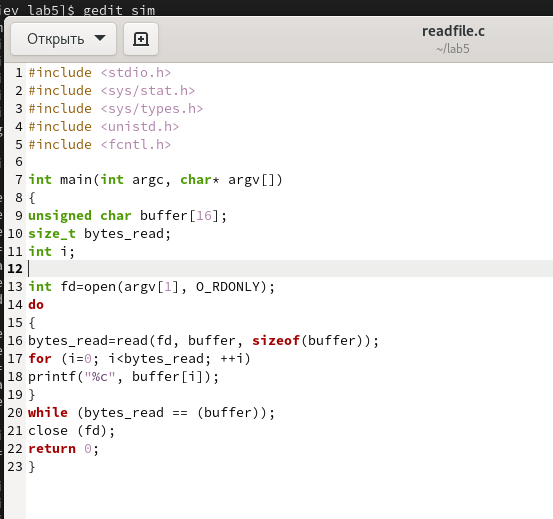 iev lab5]$ gedit sim
Открыть
readfile.c
~/lab5
1 #include <stdio.h>
2 #include <sys/stat.h>
3 #include <sys/types.h>
4 #include <unistd.h>
5 #include <fcntl.h>
6
7 int main(int argc, char* argv[])
8 {
9 unsigned char buffer[16];
10 size_t bytes_read;
11 int i;
12
13 int fd=open(argv[1], O_RDONLY);
14 do
15 {
16 bytes_read=read(fd, buffer, sizeof(buffer));
17 for (i=0; i<bytes_read; ++i)
18 printf("%c", buffer[i]);
19 }
20 while (bytes_read == (buffer));
21 close (fd);
22 return 0;
23 }